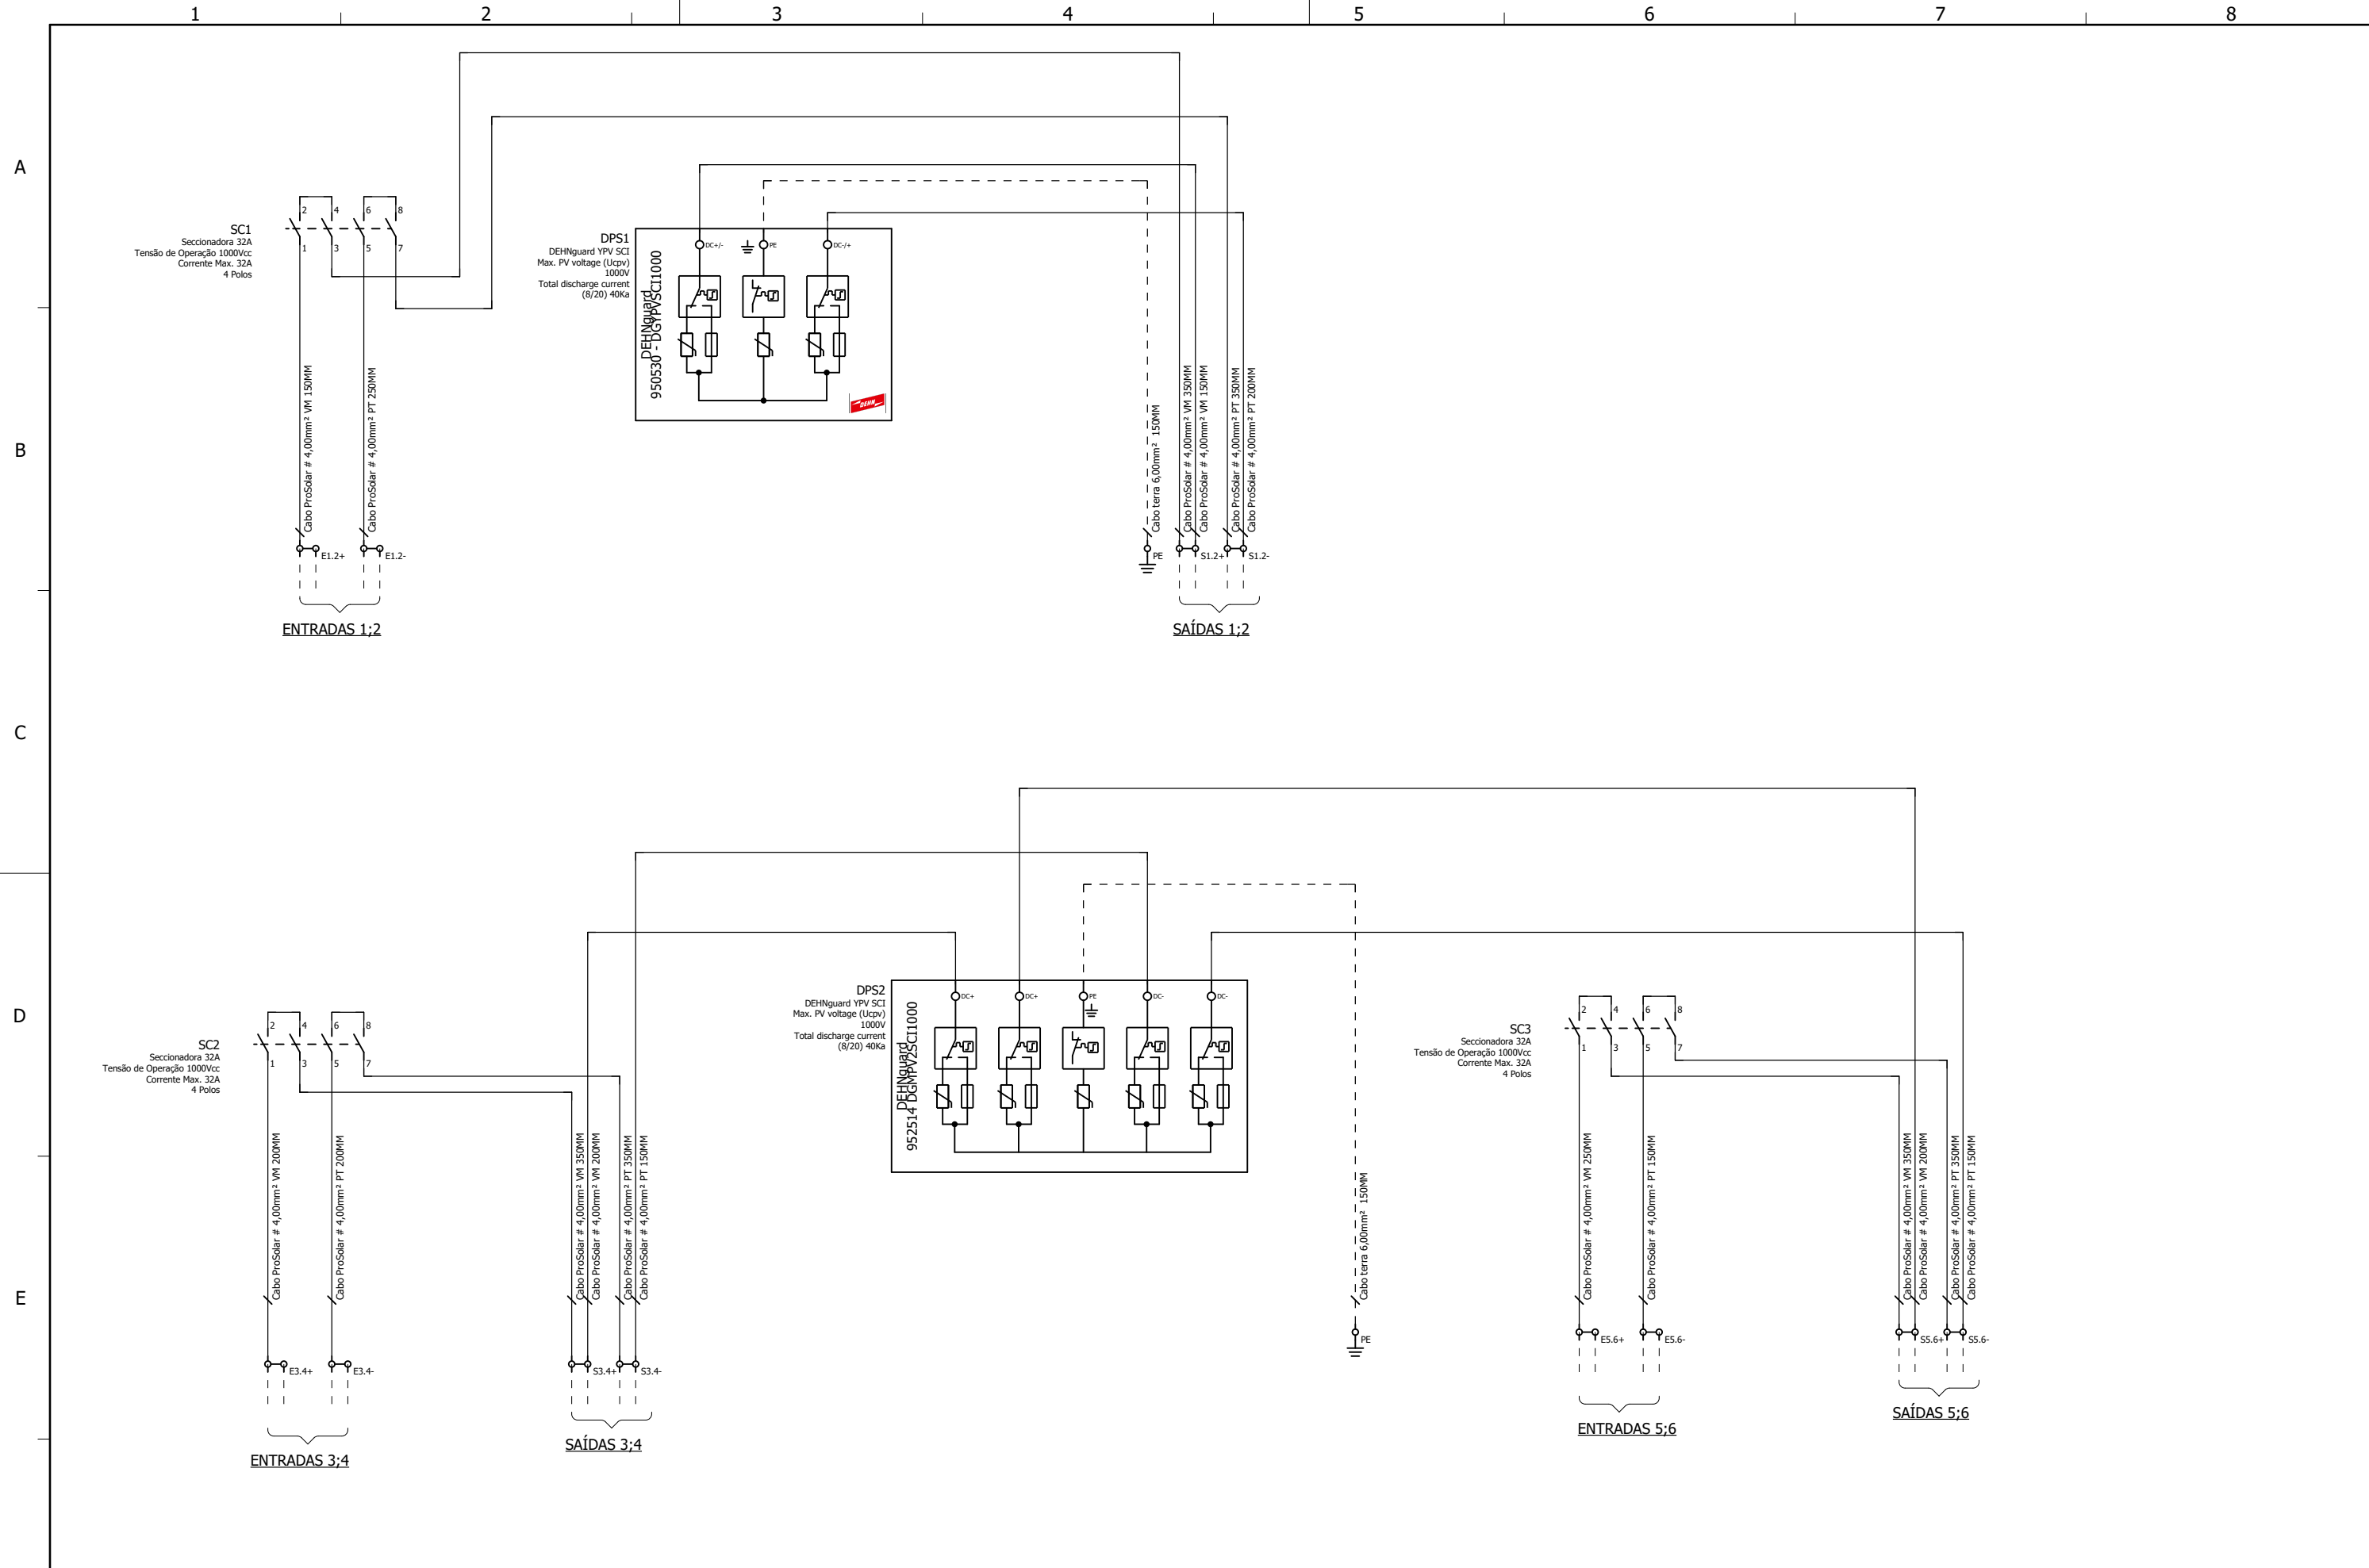 1 2 3 4 5 6 7 8
A
B
C
D
E
SC1
Seccionadora 32A
Tensão de Operação 1000Vcc
Corrente Max. 32A
4 Polos
2 4 6 8
1 3 5 7
DPS1
DEHNguard YPV SCI
Max. PV voltage (Ucpv)
1000V
Total discharge current
(8/20) 40Ka
DEHNguard
950530 - DGYPVSCI1000
DC+/- PE DC-/+
DEHN
Cabo ProSolar # 4,00mm² VM 150MM
Cabo ProSolar # 4,00mm² PT 250MM
Cabo terra 6,00mm² 150MM
Cabo ProSolar # 4,00mm² VM 350MM
Cabo ProSolar # 4,00mm² VM 150MM
Cabo ProSolar # 4,00mm² PT 350MM
Cabo ProSolar # 4,00mm² PT 200MM
E1.2+ E1.2-
PE S1.2+ S1.2-
ENTRADAS 1;2
SAÍDAS 1;2
SC2
Seccionadora 32A
Tensão de Operação 1000Vcc
Corrente Max. 32A
4 Polos
2 4 6 8
1 3 5 7
DPS2
DEHNguard YPV SCI
Max. PV voltage (Ucpv)
1000V
Total discharge current
(8/20) 40Ka
DEHNguard
952514 DGMPV2SCI1000
DC+ DC+ PE DC- DC-
SC3
Seccionadora 32A
Tensão de Operação 1000Vcc
Corrente Max. 32A
4 Polos
2 4 6 8
1 3 5 7
Cabo ProSolar # 4,00mm² VM 200MM
Cabo ProSolar # 4,00mm² PT 200MM
Cabo ProSolar # 4,00mm² VM 350MM
Cabo ProSolar # 4,00mm² VM 200MM
Cabo ProSolar # 4,00mm² PT 350MM
Cabo ProSolar # 4,00mm² PT 150MM
Cabo terra 6,00mm² 150MM
Cabo ProSolar # 4,00mm² VM 250MM
Cabo ProSolar # 4,00mm² PT 150MM
Cabo ProSolar # 4,00mm² VM 350MM
Cabo ProSolar # 4,00mm² VM 200MM
Cabo ProSolar # 4,00mm² PT 350MM
Cabo ProSolar # 4,00mm² PT 150MM
PE
E5.6+ E5.6-
S5.6+ S5.6-
E3.4+ E3.4-
S3.4+ S3.4-
SAÍDAS 5;6
ENTRADAS 5;6
SAÍDAS 3;4
ENTRADAS 3;4